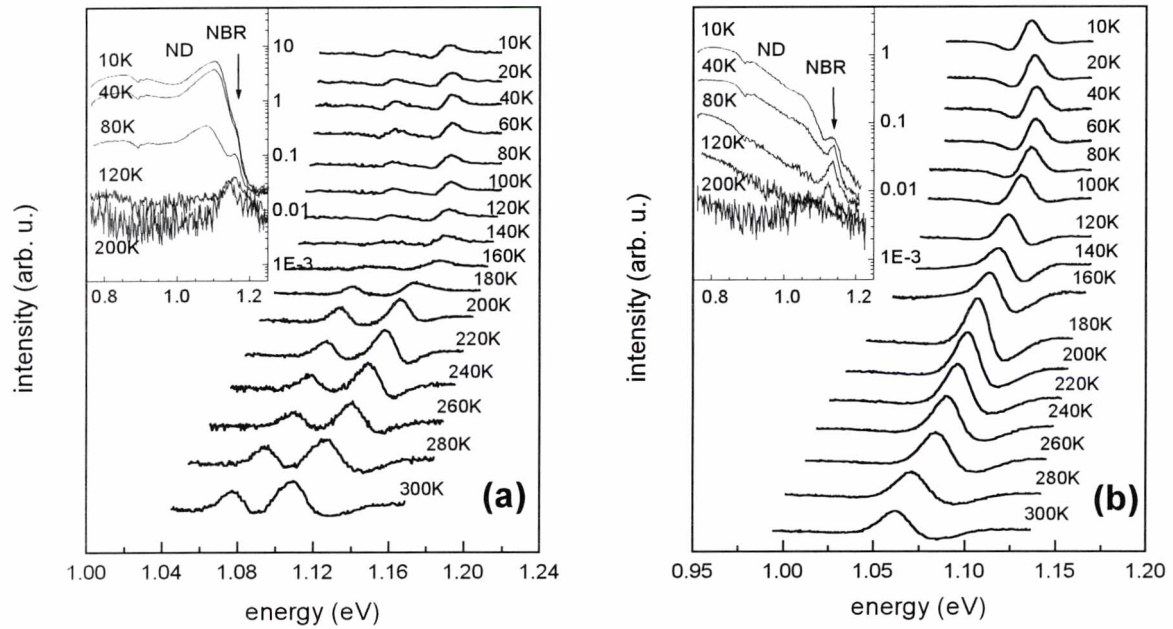 intensity (arb. u.)
10K
40K
80K
120K
200K
ND
NBR
10
1
0.1
0.01
1E-3
0.8
1.0
1.2
10K
20K
40K
60K
80K
100K
120K
140K
160K
180K
200K
220K
240K
260K
280K
300K
(a)
1.00
1.04
1.08
1.12
1.16
1.20
1.24
energy (eV)
intensity (arb. u.)
10K
40K
80K
120K
200K
ND
NBR
1
0.1
0.01
1E-3
0.8
1.0
1.2
10K
20K
40K
60K
80K
100K
120K
140K
160K
180K
200K
220K
240K
260K
280K
300K
(b)
0.95
1.00
1.05
1.10
1.15
1.20
energy (eV)